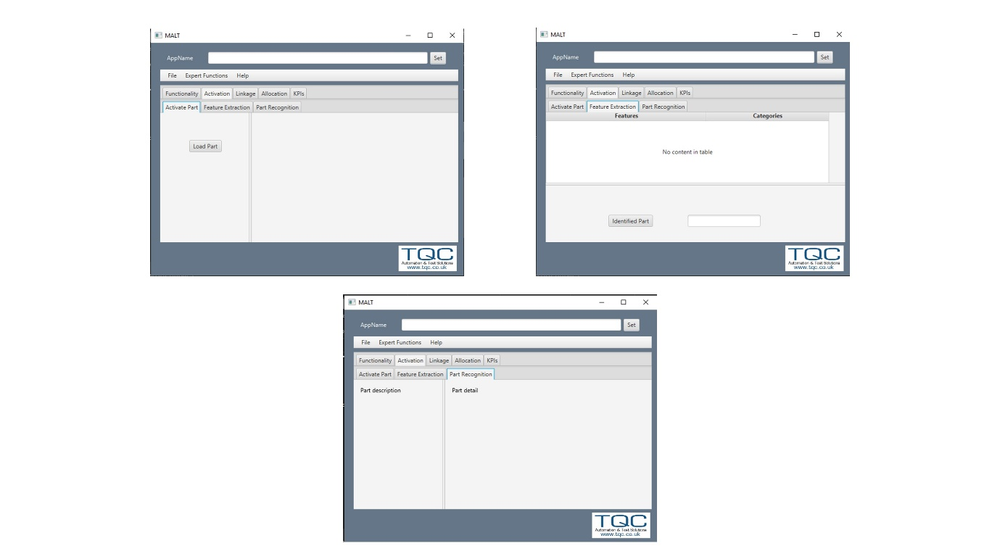 MALT
AppName Set
File Expert Functions Help
Functionality Activation Linkage Allocation KPIs
Activate Part Feature Extraction Part Recognition
Load Part
TQC
Automation & Test Solutions
www.tqc.co.uk
MALT
AppName Set
File Expert Functions Help
Functionality Activation Linkage Allocation KPIs
Activate Part Feature Extraction Part Recognition
Features Categories
No content in table
Identified Part
TQC
Automation & Test Solutions
www.tqc.co.uk
MALT
AppName Set
File Expert Functions Help
Functionality Activation Linkage Allocation KPIs
Activate Part Feature Extraction Part Recognition
Part description Part detail
TQC
Automation & Test Solutions
www.tqc.co.uk